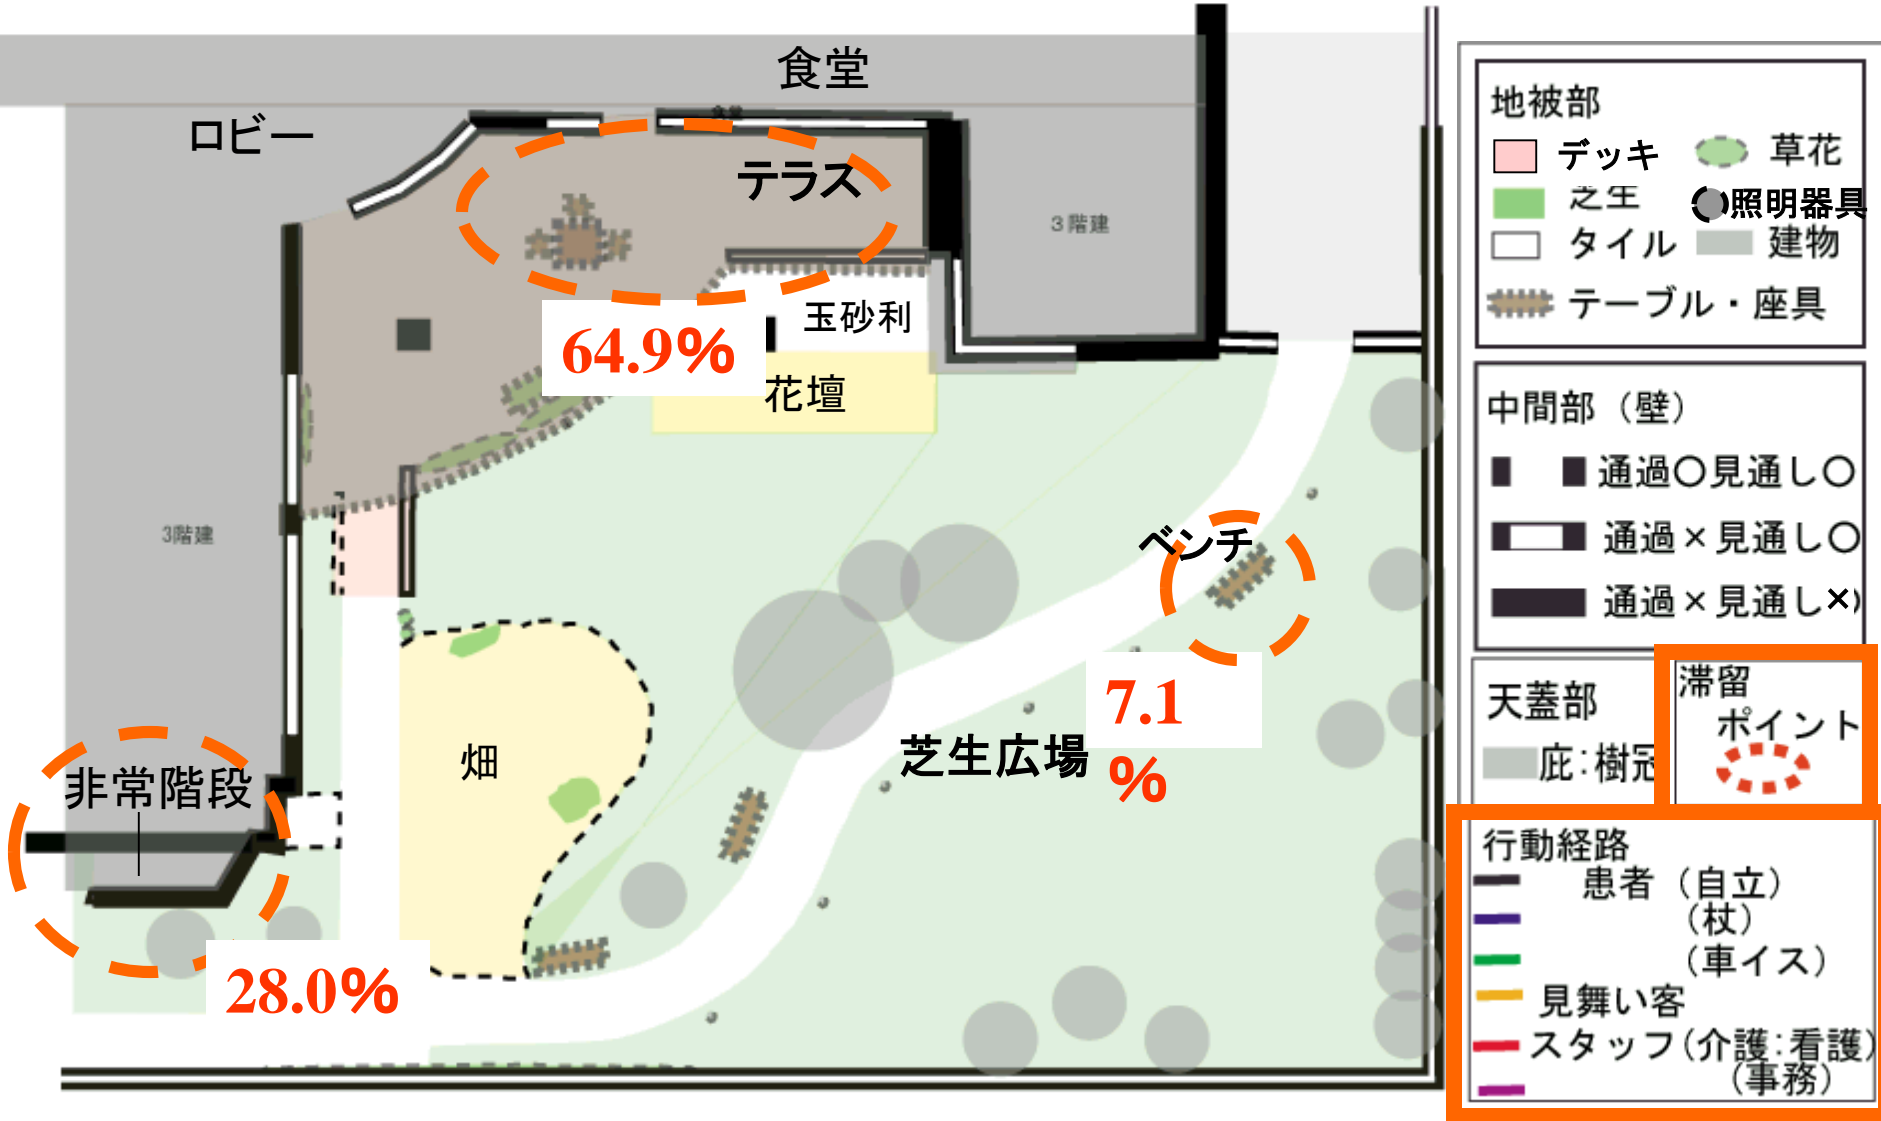 食堂
食堂
ロビー
テラス
3階建
64.9%
玉砂利
花壇
3階建
ベンチ
7.1
%
芝生広場
畑
非常階段
28.0%
地被部
デッキ
草花
芝生
照明器具
タイル
建物
テーブル・座具
中間部（壁）
通過〇見通し〇
通過×見通し〇
通過×見通し×
天蓋部
庇：樹冠
滞留
ポイント
行動経路
患者（自立）
（杖）
（車イス）
見舞い客
スタッフ（介護：看護）
（事務）